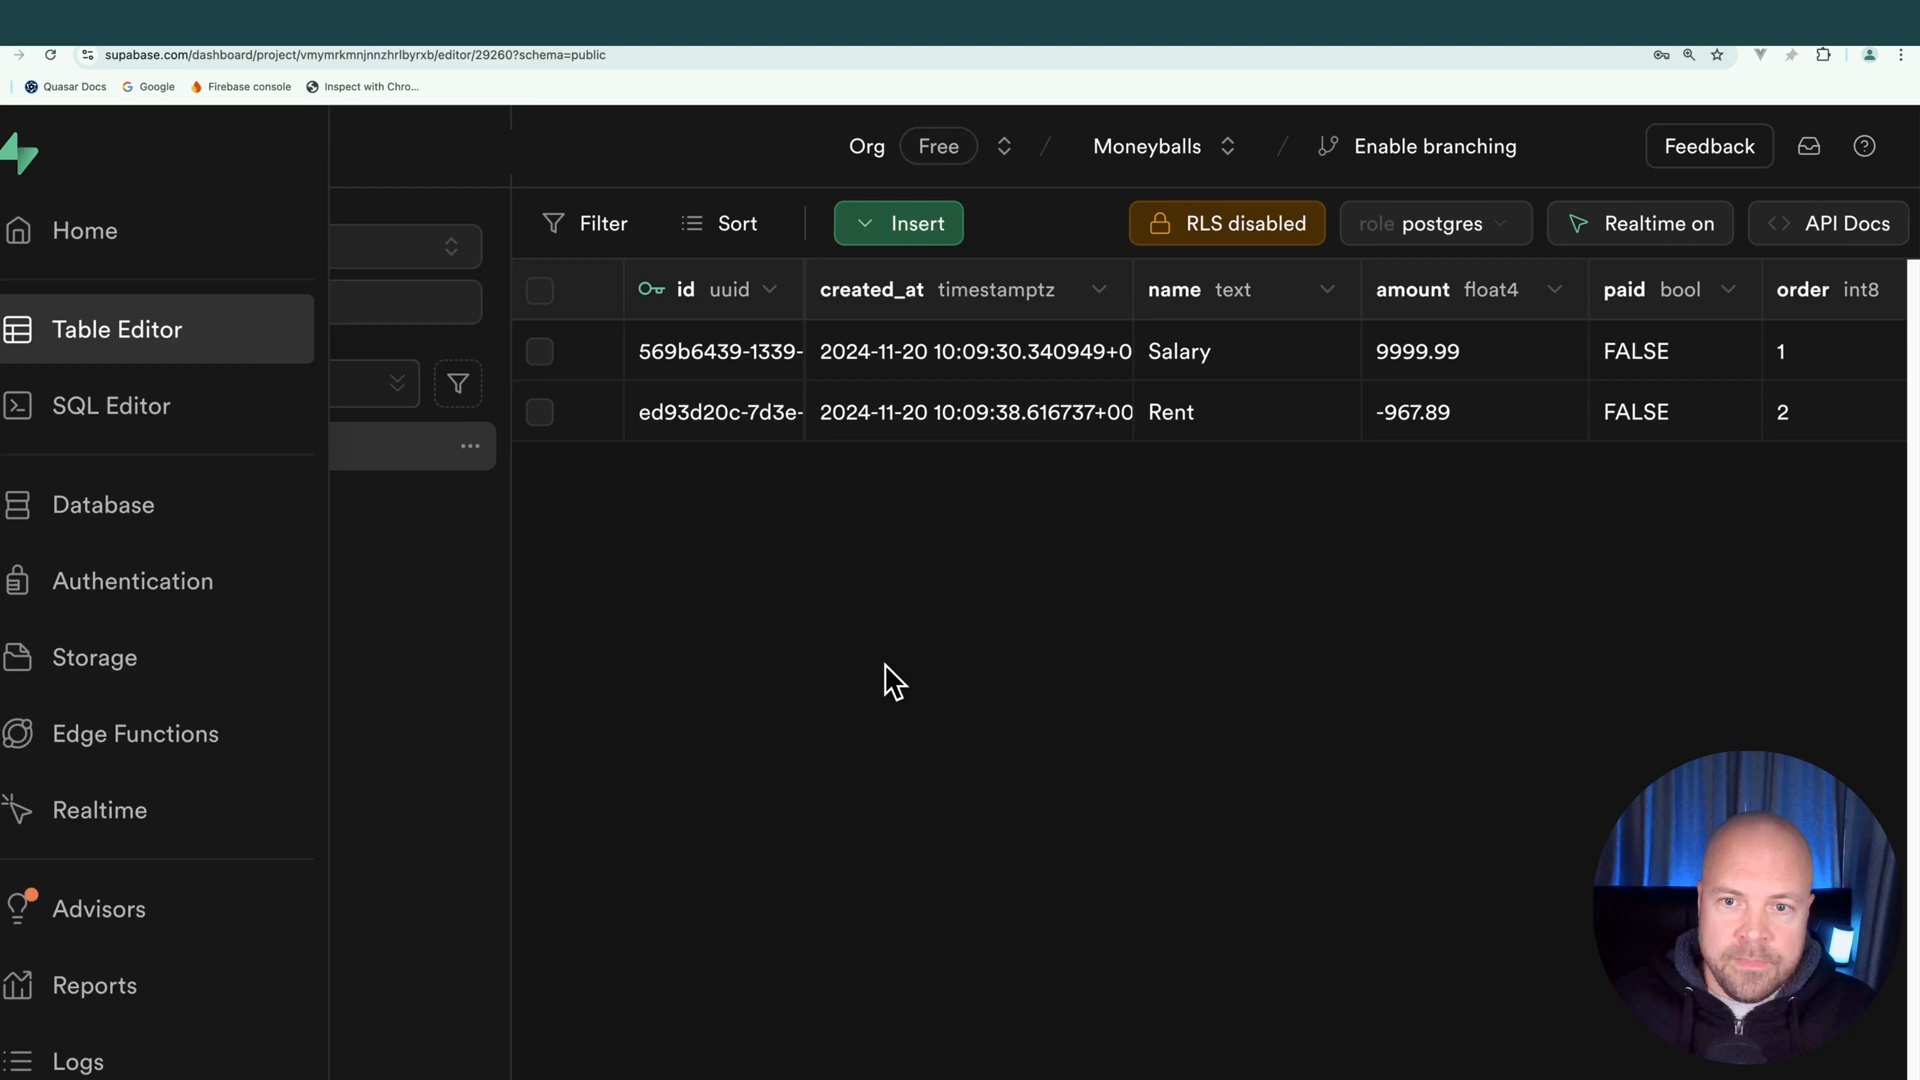 supabase.com/dashboard/project/vmymrkmnjnnzhrlbyrxb/editor/29260?schema=public
Quasar Docs Google Firebase console Inspect with Chro...
Org Free / Moneyballs / Enable branching Feedback
Home
Table Editor
SQL Editor
Database
Authentication
Storage
Edge Functions
Realtime
Advisors
Reports
Logs
Filter Sort Insert RLS disabled role postgres Realtime on API Docs
id uuid created_at timestamptz name text amount float4 paid bool order int8
569b6439-1339- 2024-11-20 10:09:30.340949+0 Salary 9999.99 FALSE 1
ed93d20c-7d3e- 2024-11-20 10:09:38.616737+00 Rent -967.89 FALSE 2